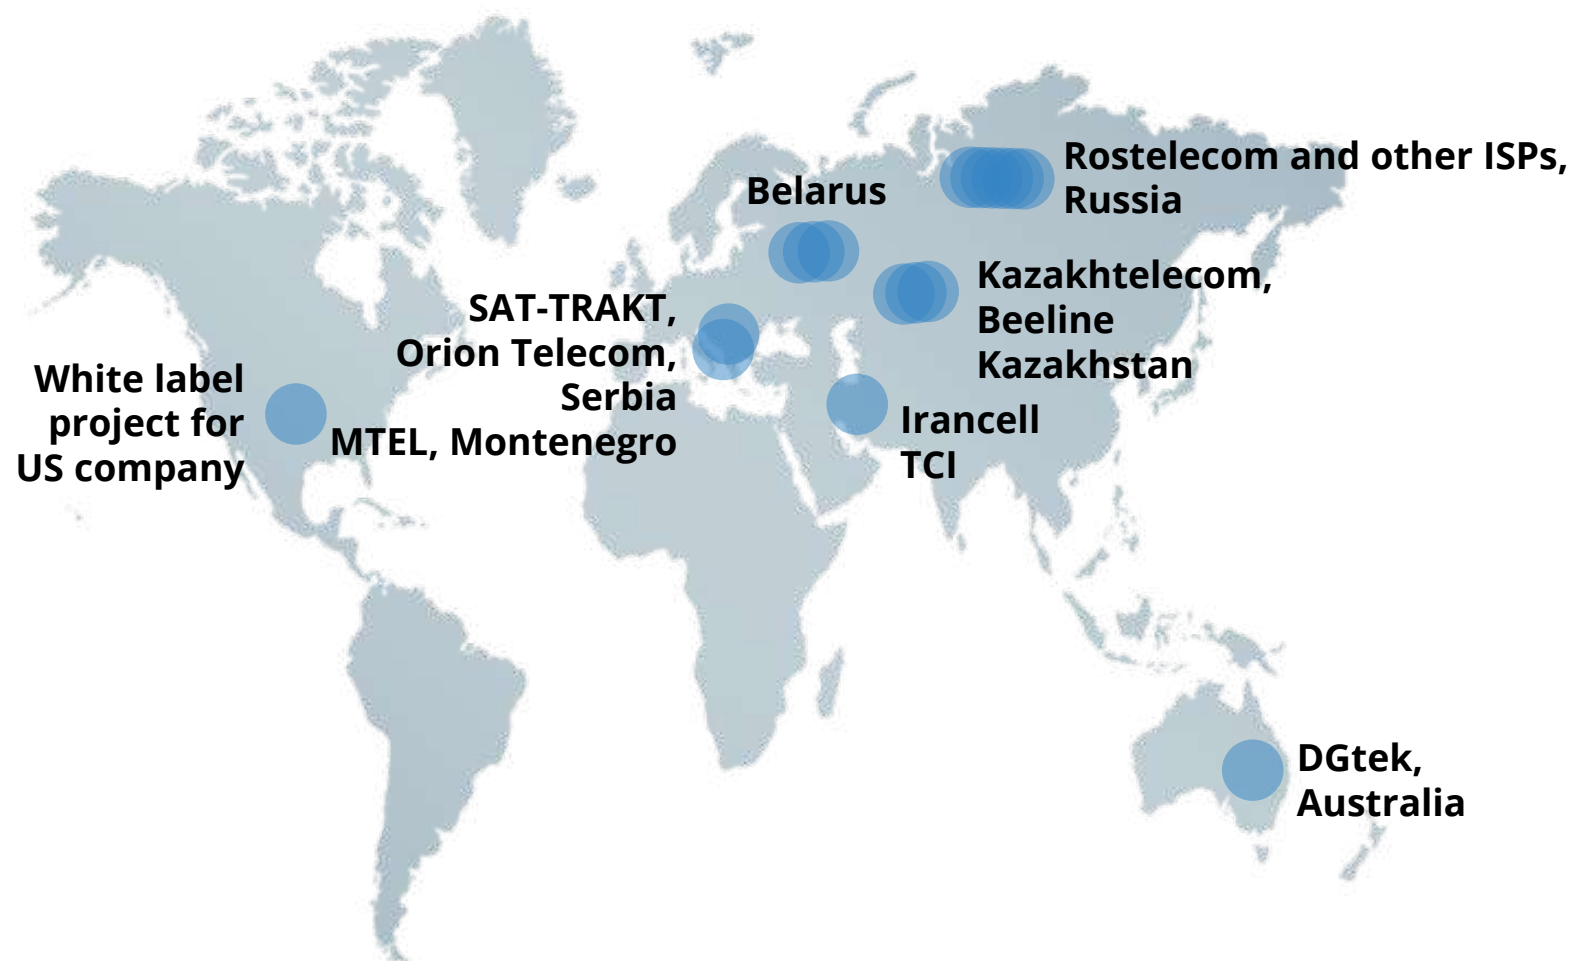 Rostelecom and other ISPs,
Russia
Belarus
Kazakhtelecom,
Beeline
Kazakhstan
SAT-TRAKT,
Orion Telecom,
Serbia
MTEL, Montenegro
White label
project for
US company
Irancell
TCI
DGtek,
Australia